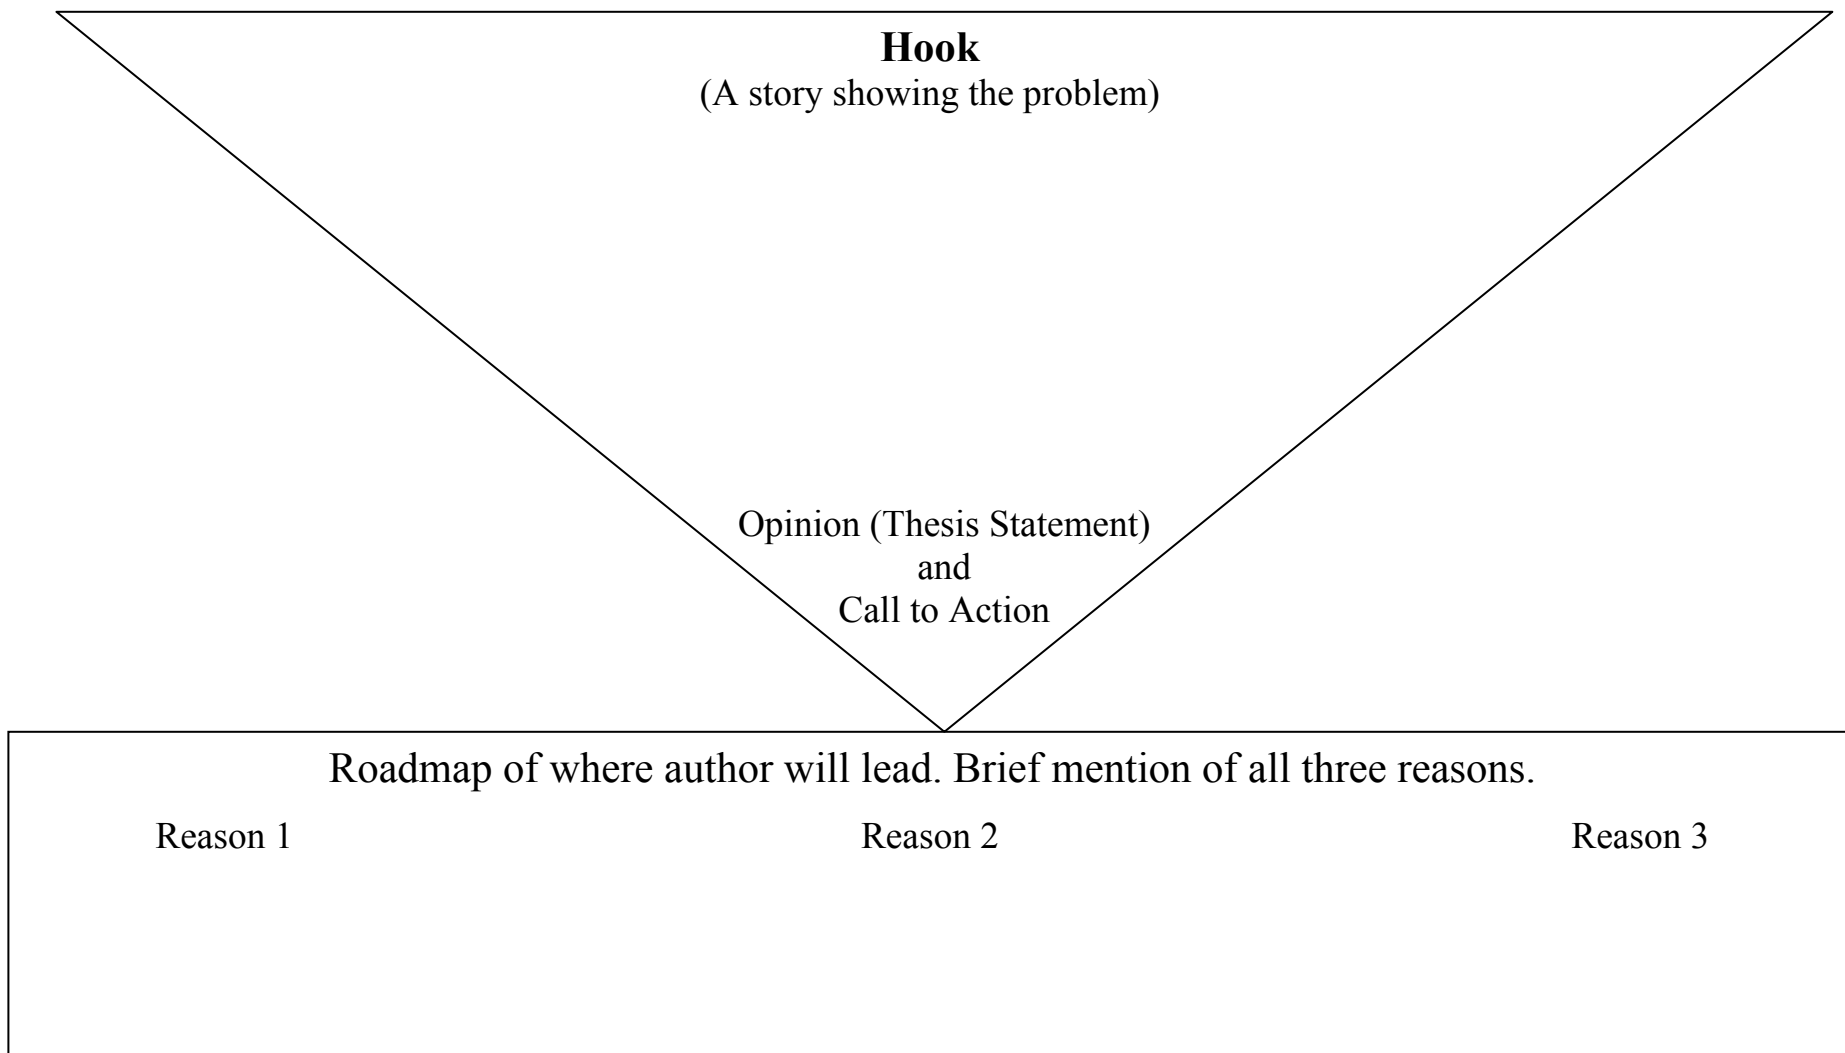 Hook
(A story showing the problem)
Opinion (Thesis Statement)
and
Call to Action
Roadmap of where author will lead. Brief mention of all three reasons.
Reason 1 Reason 2 Reason 3